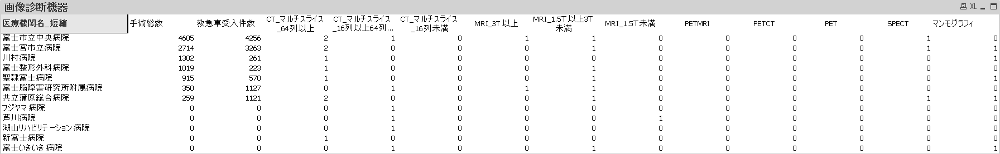 画像診断機器 XL
医療機関名_短縮 手術総数 救急車受入件数 CT_マルチスライス_64列以上 CT_マルチスライス_16列以上64列... CT_マルチスライス_16列未満 MRI_3T以上 MRI_1.5T以上3T未満 MRI_1.5T未満 PETMRI PETCT PET SPECT マンモグラフィ
富士市立中央病院 4605 4256 2 1 0 1 1 0 0 0 0 1 0
富士宮市立病院 2714 3263 2 0 0 0 1 0 0 0 0 1 1
川村病院 1302 261 1 0 0 0 1 0 0 0 0 0 1
富士整形外科病院 1019 223 1 0 0 0 1 0 0 0 0 0 1
聖隷富士病院 915 570 1 0 0 0 1 0 0 0 0 0 1
富士脳障害研究所附属病院 350 1127 0 1 0 1 1 0 0 0 0 0 0
共立蒲原総合病院 259 1121 2 0 0 0 1 0 0 0 0 1 1
フジヤマ病院 0 0 0 1 0 0 0 0 0 0 0 0 0
芦川病院 0 0 0 1 0 0 0 1 0 0 0 0 0
湖山リハビリテーション病院 0 0 0 1 0 0 0 0 0 0 0 0 0
新富士病院 0 0 1 0 0 0 0 0 0 0 0 0 0
富士いきいき病院 0 0 0 1 0 0 1 0 0 0 0 0 1